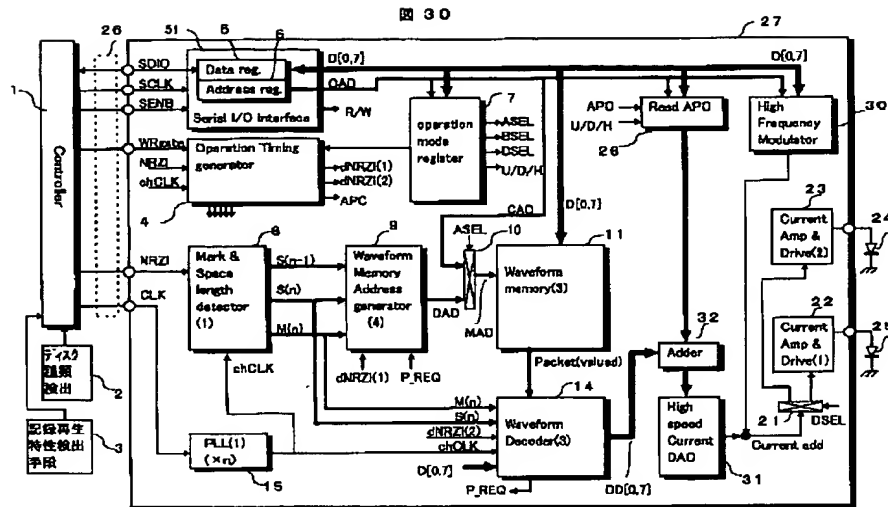 図 30
26
51
5
6
27
1
Controller
SDIO
SCLK
SENB
Data reg.
Address reg.
Serial I/O Interface
D[0,7]
OAD
R/W
WRgate
NRZI
chCLK
Operation Timing
generator
4
dNRZI(1)
dNRZI(2)
APC
operation
mode
register
7
ASEL
BSEL
DSEL
U/D/H
D[0,7]
APO
U/D/H
Read APO
26
D[0,7]
High
Frequency
Modulator
30
NRZI
CLK
Mark &
Space
length
detector
(1)
S(n-1)
S(n)
M(n)
chCLK
9
Waveform
Memory
Address
generator
(4)
dNRZI(1)
P_REQ
ASEL
10
CAD
DAD
MAD
11
Waveform
memory(3)
Packet(valued)
23
Current
Amp &
Drive(2)
24
22
Current
Amp &
Drive(1)
25
32
Adder
21
DSEL
Current add
High
speed
Current
DAC
31
ディスク
種類
検出
2
記録再生
特性検出
手段
3
PLL(1)
(×n)
15
M(n)
S(n)
dNRZI(2)
chCLK
D[0,7]
P_REQ
14
Waveform
Decoder(3)
DD[0,7]